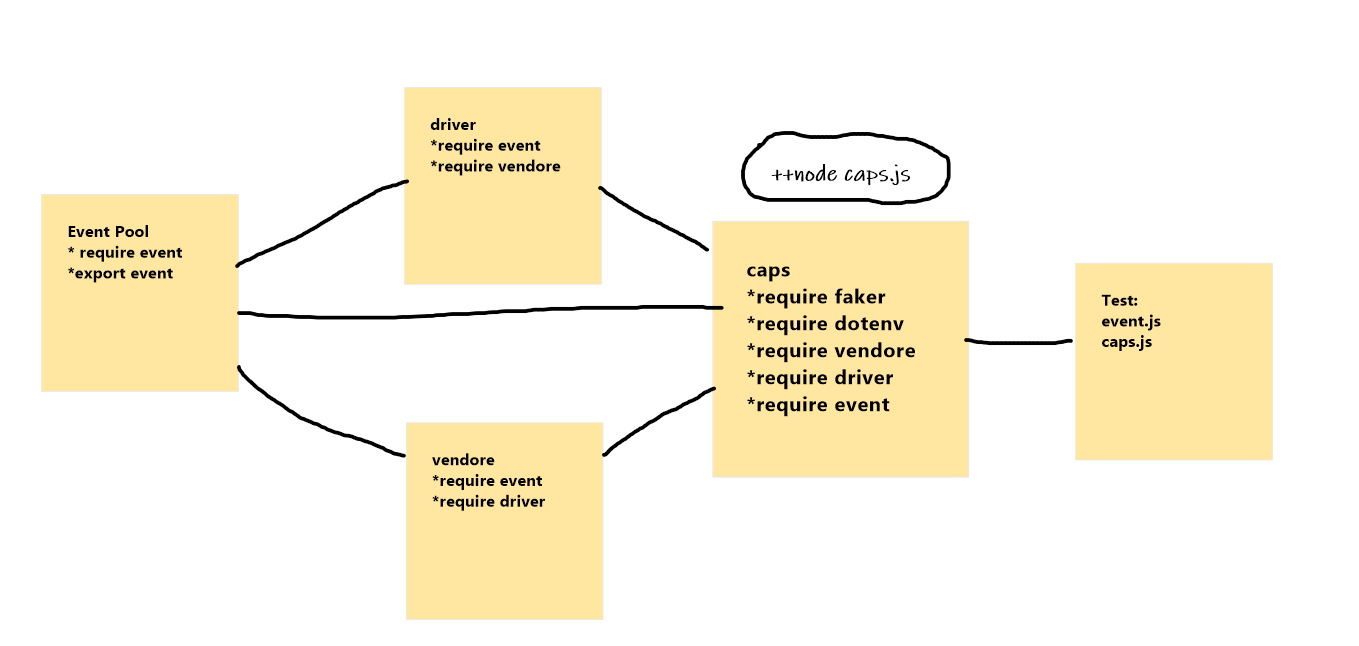 Event Pool
* require event
*export event
driver
*require event
*require vendore
vendore
*require event
*require driver
++node caps.js
caps
*require faker
*require dotenv
*require vendore
*require driver
*require event
Test:
event.js
caps.js